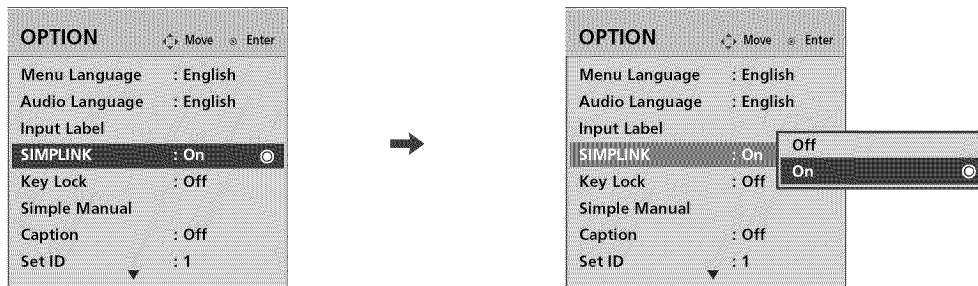 OPTION Move Enter
Menu Language : English
Audio Language : English
Input Label
SIMPLINK : On
Key Lock : Off
Simple Manual
Caption : Off
Set ID : 1
OPTION Move Enter
Menu Language : English
Audio Language : English
Input Label
SIMPLINK : On
Key Lock : Off
Simple Manual
Caption : Off
Set ID : 1
Off
On